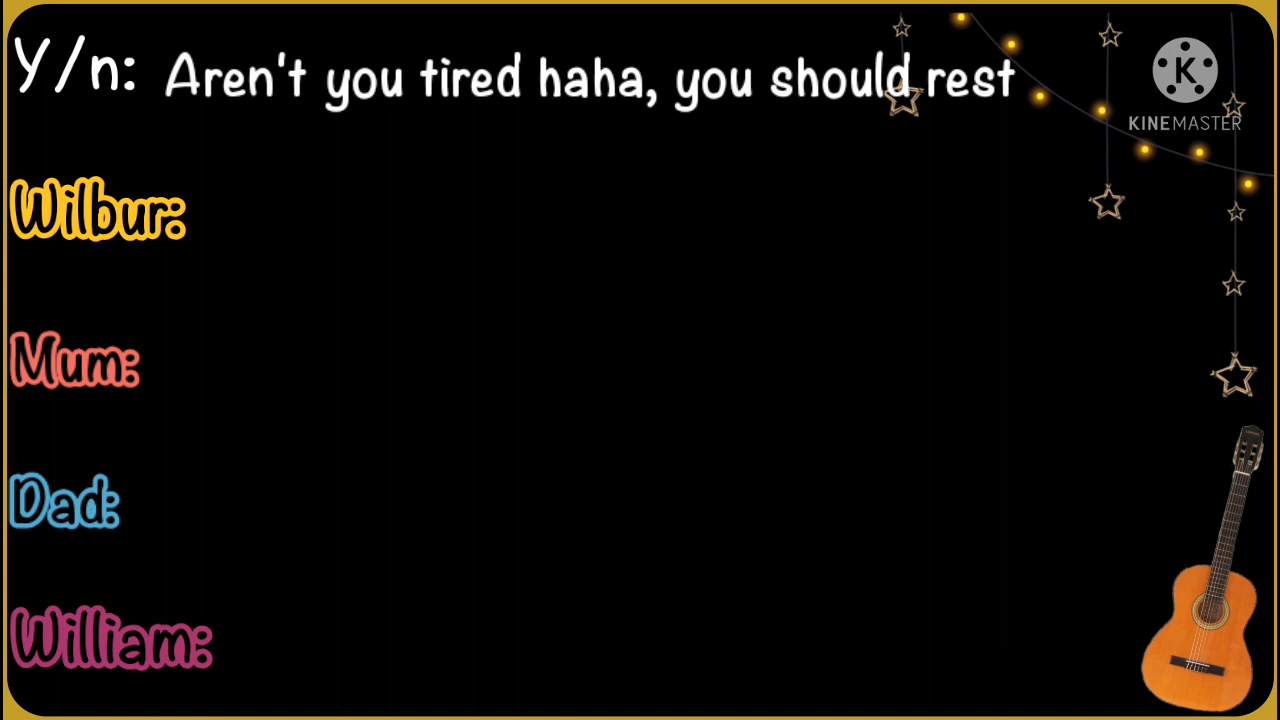 Y/n: Aren't you tired haha, you should rest
K
KINEMASTER
Wilbur:
Mum:
Dad:
William: